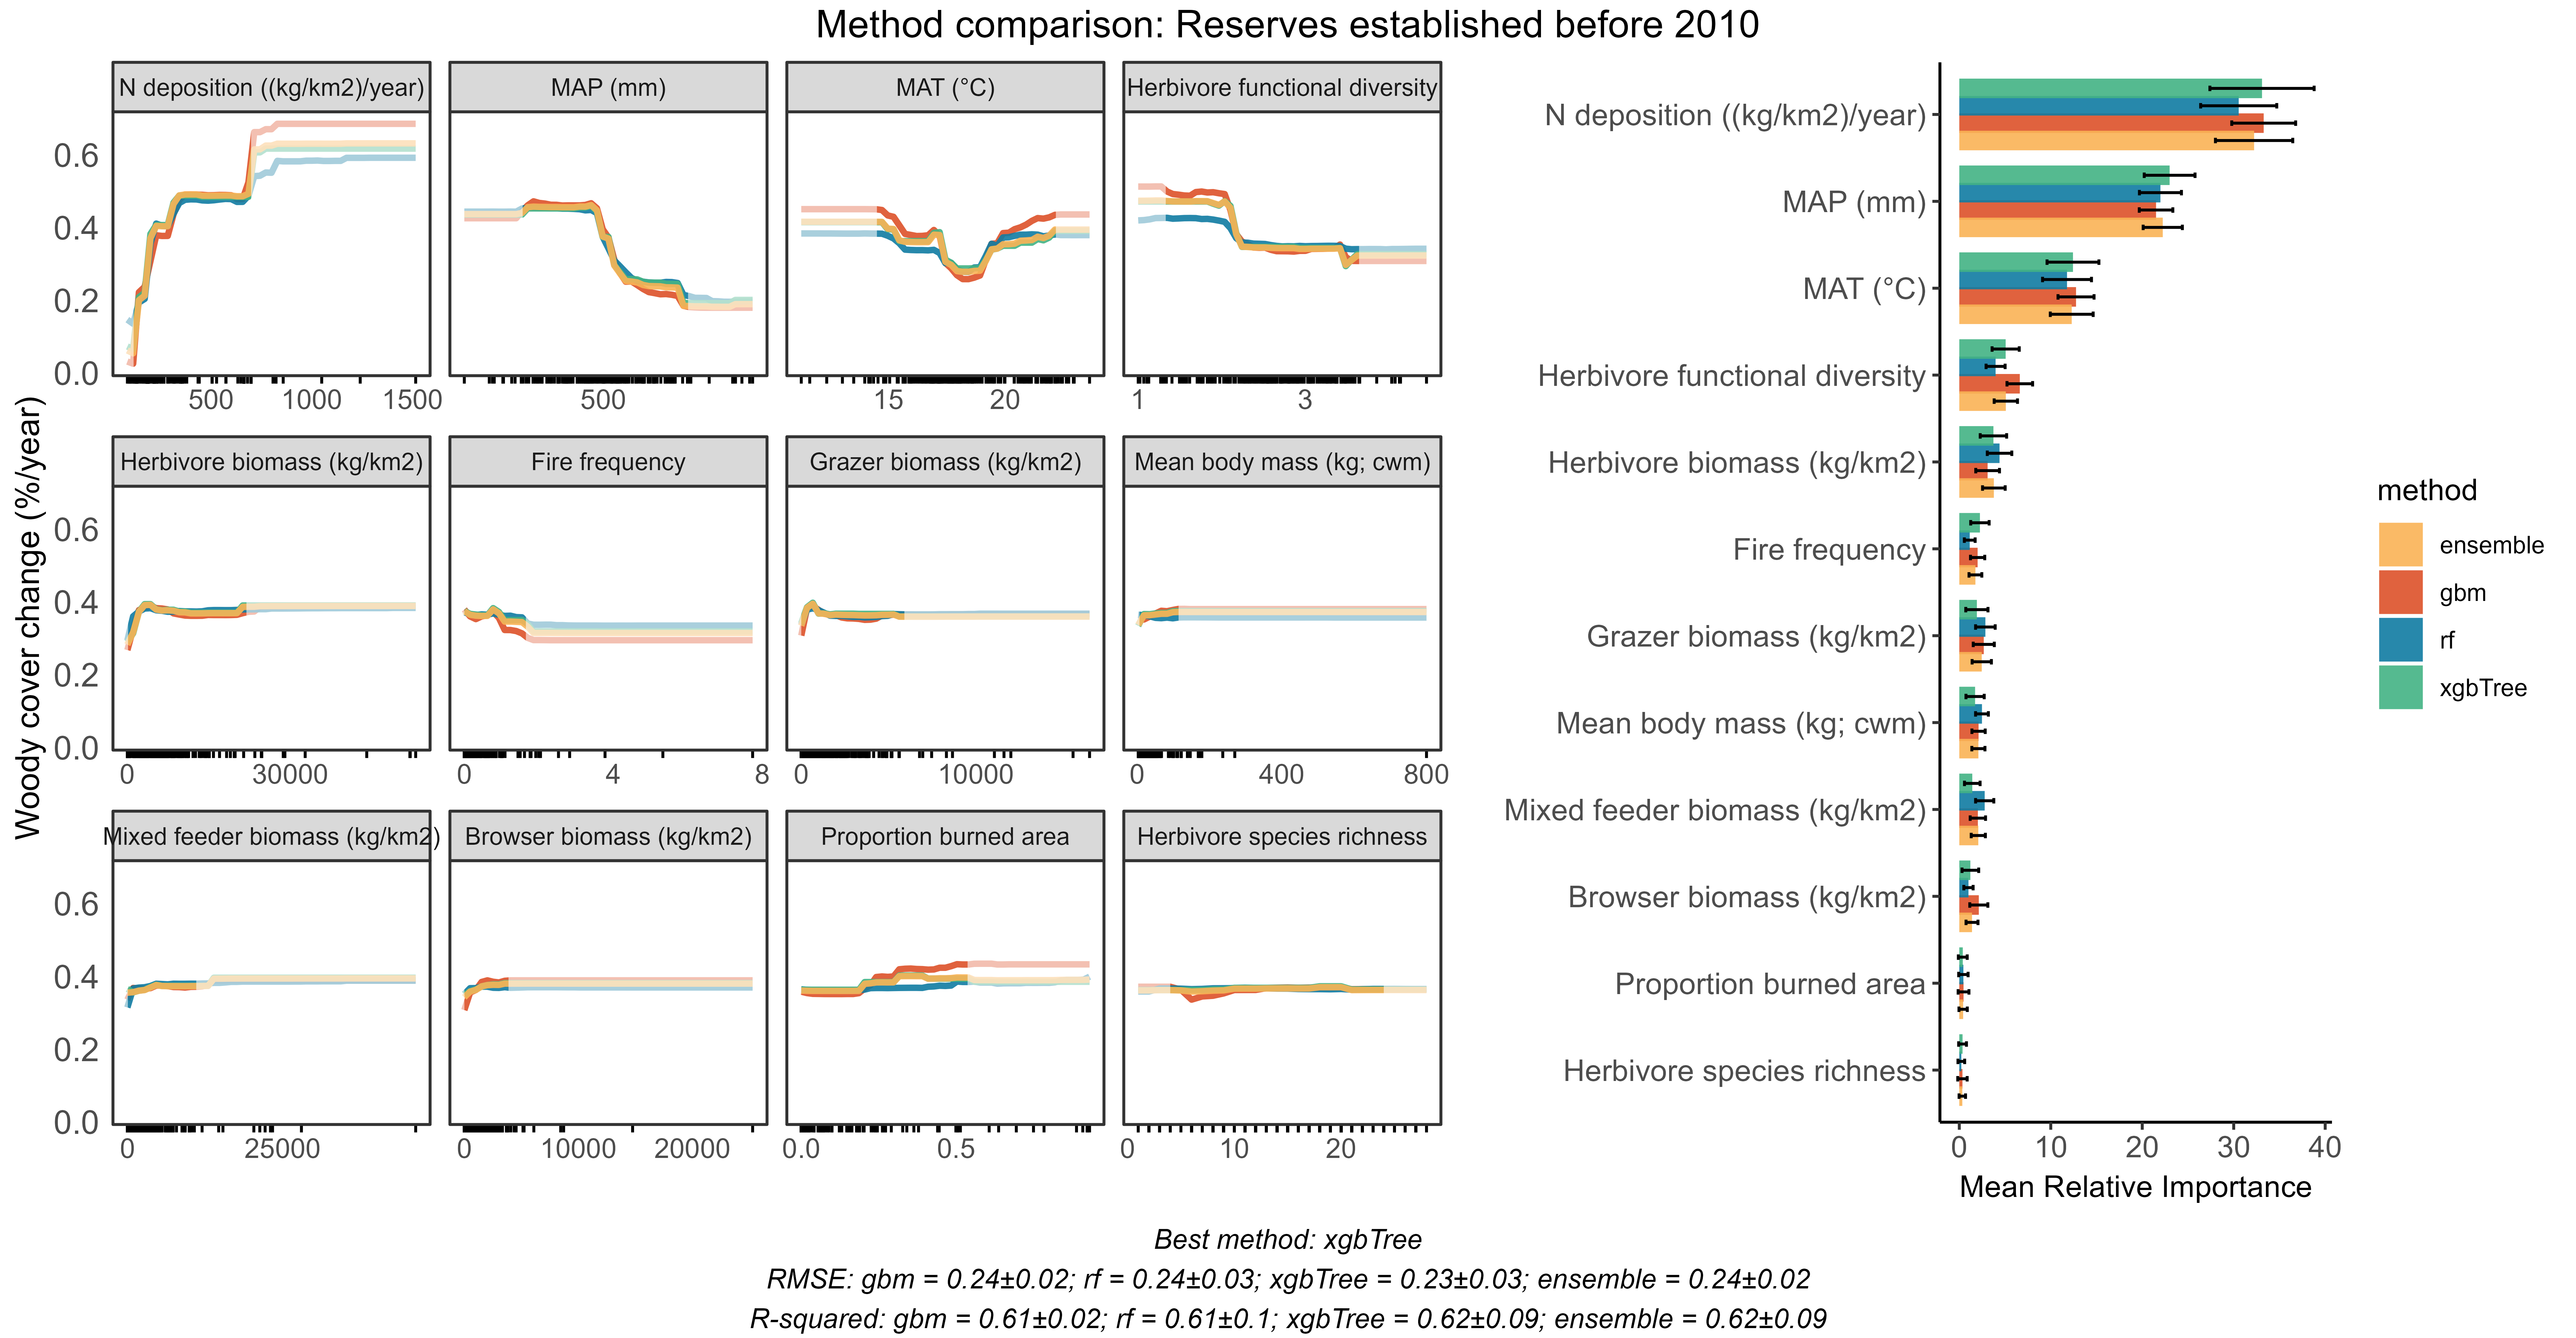 Method comparison: Reserves established before 2010
Woody cover change (%/year)
N deposition ((kg/km2)/year)
MAP (mm)
MAT (°C)
Herbivore functional diversity
0.6
0.4
0.2
0.0
500 1000 1500
500
15 20
1 3
Herbivore biomass (kg/km2)
Fire frequency
Grazer biomass (kg/km2)
Mean body mass (kg; cwm)
0.6
0.4
0.2
0.0
0 30000
0 4 8
0 10000
0 400 800
Mixed feeder biomass (kg/km2)
Browser biomass (kg/km2)
Proportion burned area
Herbivore species richness
0.6
0.4
0.2
0.0
0 25000
0 10000 20000
0.0 0.5
0 10 20
N deposition ((kg/km2)/year)
MAP (mm)
MAT (°C)
Herbivore functional diversity
Herbivore biomass (kg/km2)
Fire frequency
Grazer biomass (kg/km2)
Mean body mass (kg; cwm)
Mixed feeder biomass (kg/km2)
Browser biomass (kg/km2)
Proportion burned area
Herbivore species richness
0 10 20 30 40
Mean Relative Importance
method
ensemble
gbm
rf
xgbTree
Best method: xgbTree
RMSE: gbm = 0.24±0.02; rf = 0.24±0.03; xgbTree = 0.23±0.03; ensemble = 0.24±0.02
R-squared: gbm = 0.61±0.02; rf = 0.61±0.1; xgbTree = 0.62±0.09; ensemble = 0.62±0.09